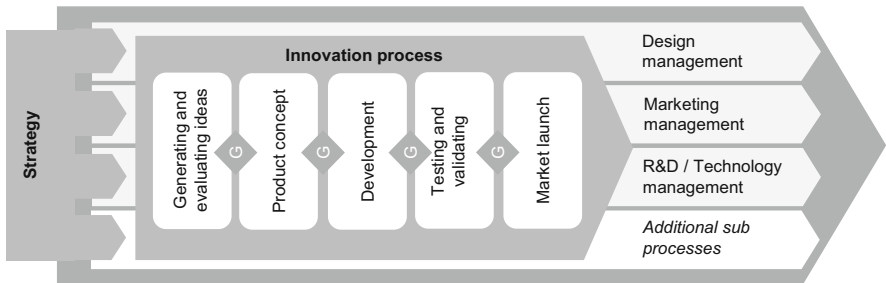 Strategy
Innovation process
Generating and
evaluating ideas
G
Product concept
G
Development
G
Testing and
validating
G
Market launch
Design
management
Marketing
management
R&D / Technology
management
Additional sub
processes